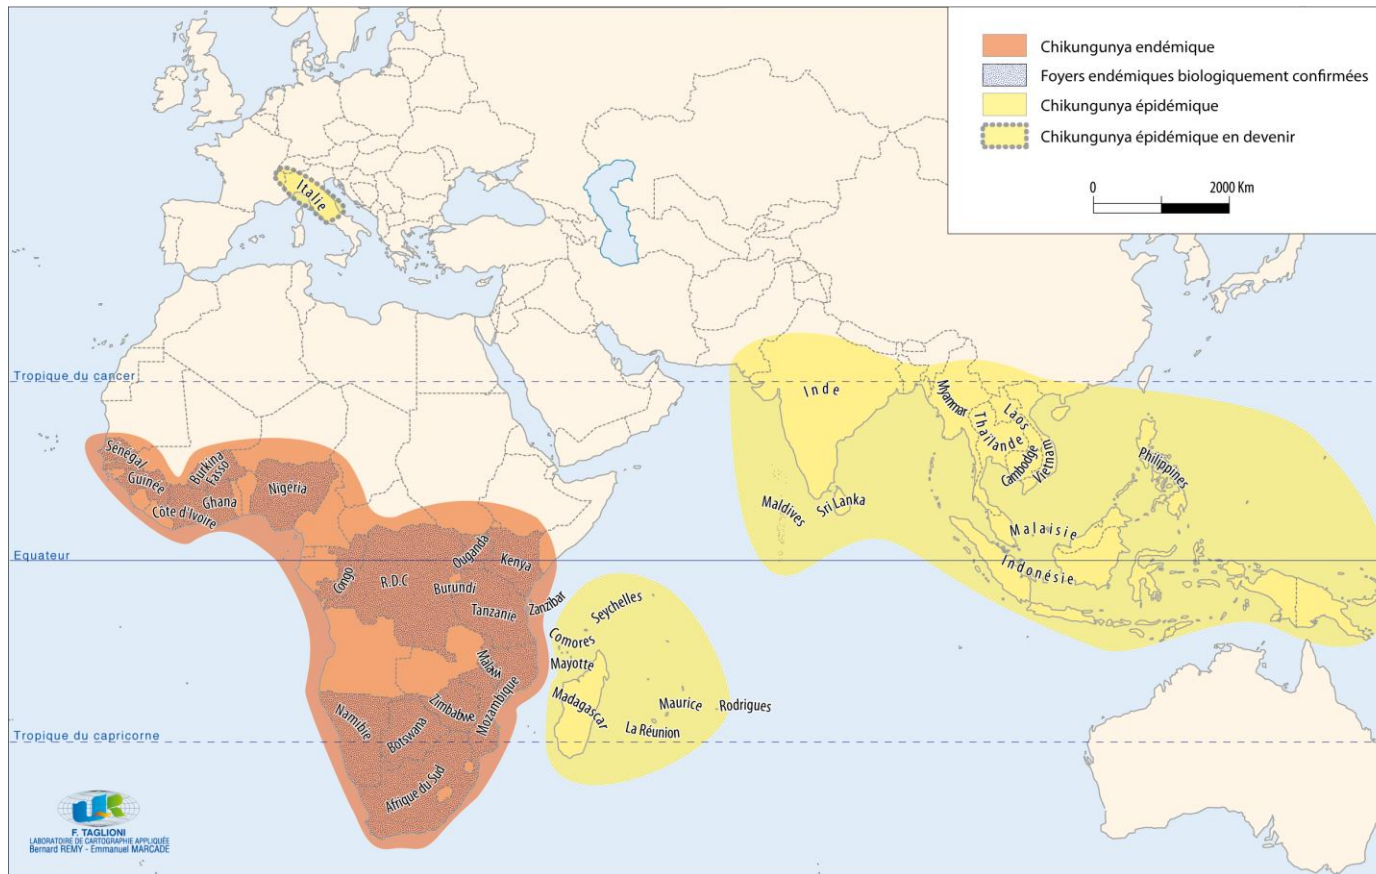 Chikungunya endémique
Foyers endémiques biologiquement confirmées
Chikungunya épidémique
Chikungunya épidémique en devenir
0 2000 Km
Italie
Tropique du cancer
Inde
Myanmar
Laos
Thaïlande
Cambodge
Vietnam
Philippines
Maldives
Sri Lanka
Malaisie
Indonésie
Sénégal
Guinée
Burkina
Fasso
Côte d'Ivoire
Ghana
Nigéria
Equateur
Congo
R.D.C
Ouganda
Kenya
Burundi
Tanzanie
Zanzibar
Seychelles
Comores
Mayotte
Malawi
Mozambique
Zimbabwe
Madagascar
Maurice
Rodrigues
La Réunion
Namibie
Botswana
Tropique du capricorne
Afrique du Sud
UR
F. TAGLIONI
LABORATOIRE DE CARTOGRAPHIE APPLIQUÉE
Bernard REMY - Emmanuel MARCADE